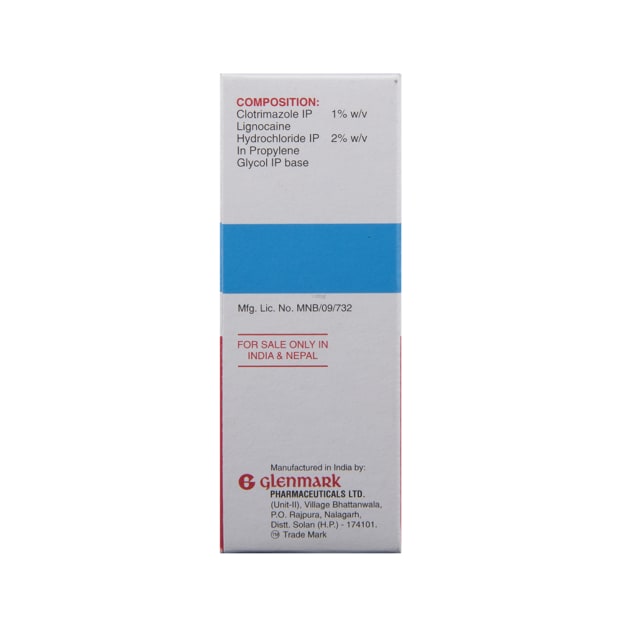 COMPOSITION:
Clotrimazole IP 1% w/v
Lignocaine
Hydrochloride IP 2% w/v
In Propylene
Glycol IP base
Mfg. Lic. No. MNB/09/732
FOR SALE ONLY IN
INDIA & NEPAL
Manufactured in India by:
G glenmark
PHARMACEUTICALS LTD.
(Unit-II), Village Bhattanwala,
P.O. Rajpura, Nalagarh,
Distt. Solan (H.P.) - 174101.
TM Trade Mark